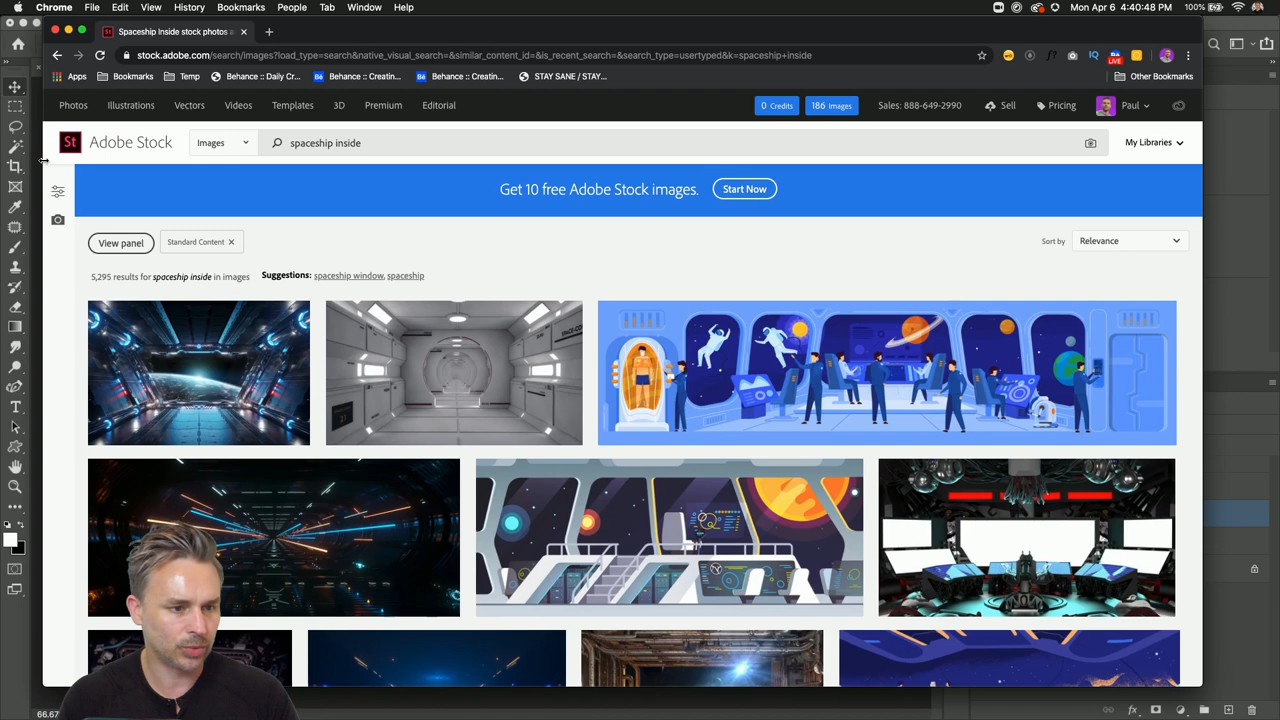 Chrome File Edit View History Bookmarks People Tab Window Help
Mon Apr 6 4:40:48 PM 100%
Spaceship Inside stock photos a
stock.adobe.com/search/images?load_type=search&native_visual_search=&similar_content_id=&is_recent_search=&search_type=usertyped&k=spaceship+inside
LIVE
Apps Bookmarks Temp Behance :: Daily Cr... Behance :: Creatin... Behance :: Creatin... STAY SANE / STAY... Other Bookmarks
Photos Illustrations Vectors Videos Templates 3D Premium Editorial 0 Credits 186 Images Sales: 888-649-2990 Sell Pricing Paul
St Adobe Stock Images spaceship inside My Libraries
Get 10 free Adobe Stock images. Start Now
View panel Standard Content × Sort by Relevance
5,295 results for spaceship inside in images Suggestions: spaceship window, spaceship
66.67